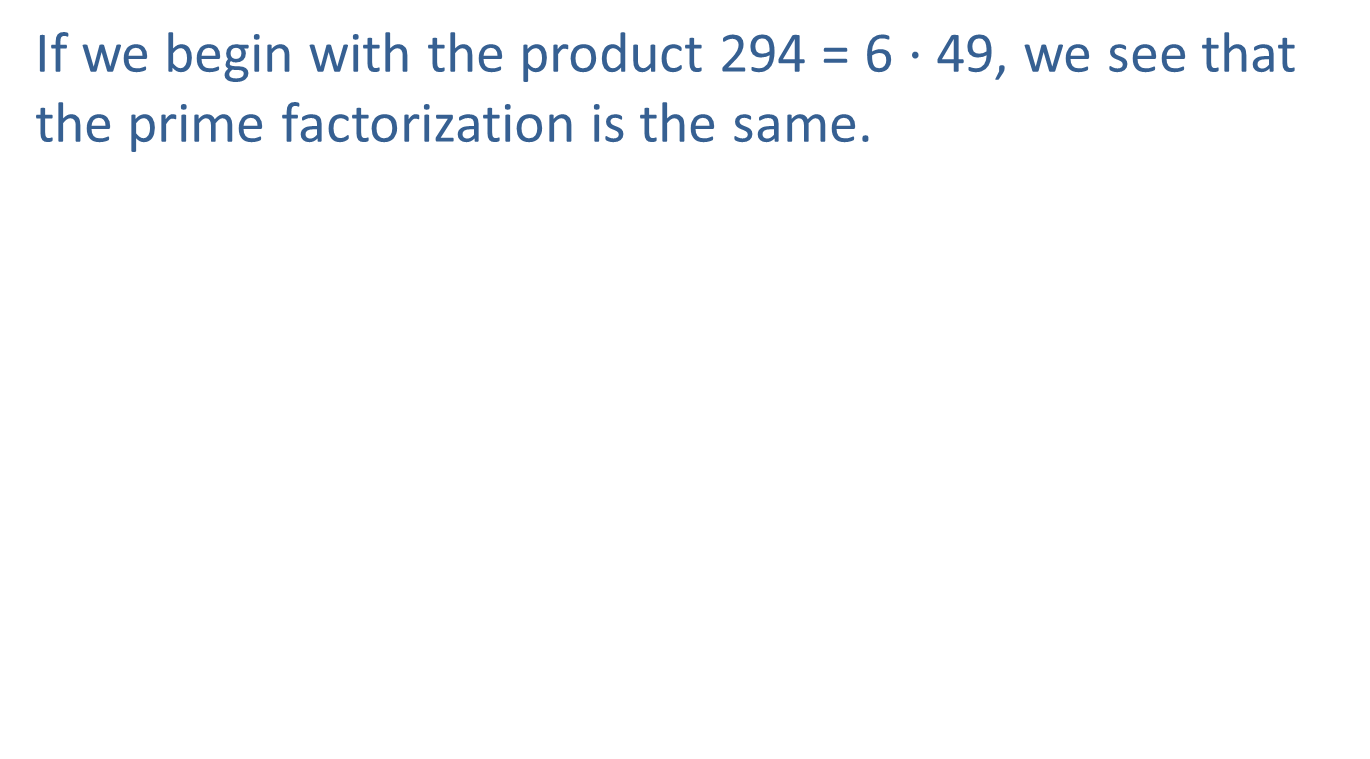 If we begin with the product 294 = 6 · 49, we see that
the prime factorization is the same.